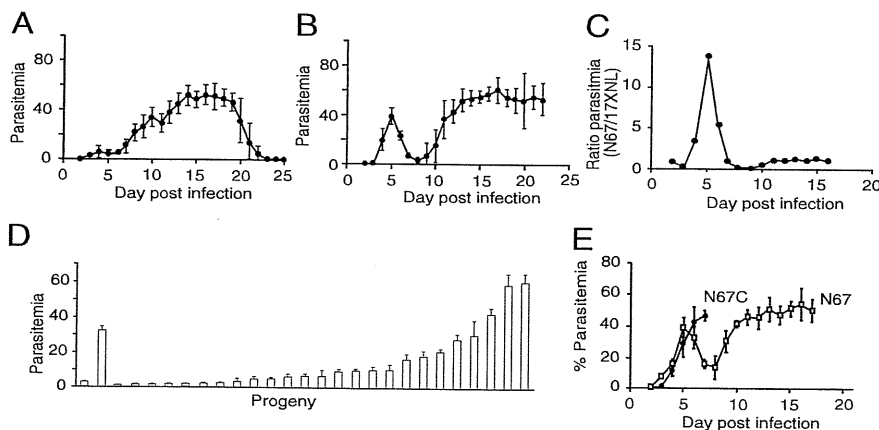 A
Parasitemia
80
40
0
0 5 10 15 20 25
Day post infection
B
Parasitemia
80
40
0
0 5 10 15 20 25
Day post infection
C
Ratio parasitmia
(N67/17XNL)
15
10
5
0
0 5 10 15 20
Day post infection
D
Parasitemia
60
40
20
0
Progeny
E
% Parasitemia
80
60
40
20
0
0 5 10 15 20
N67C
N67
Day post infection